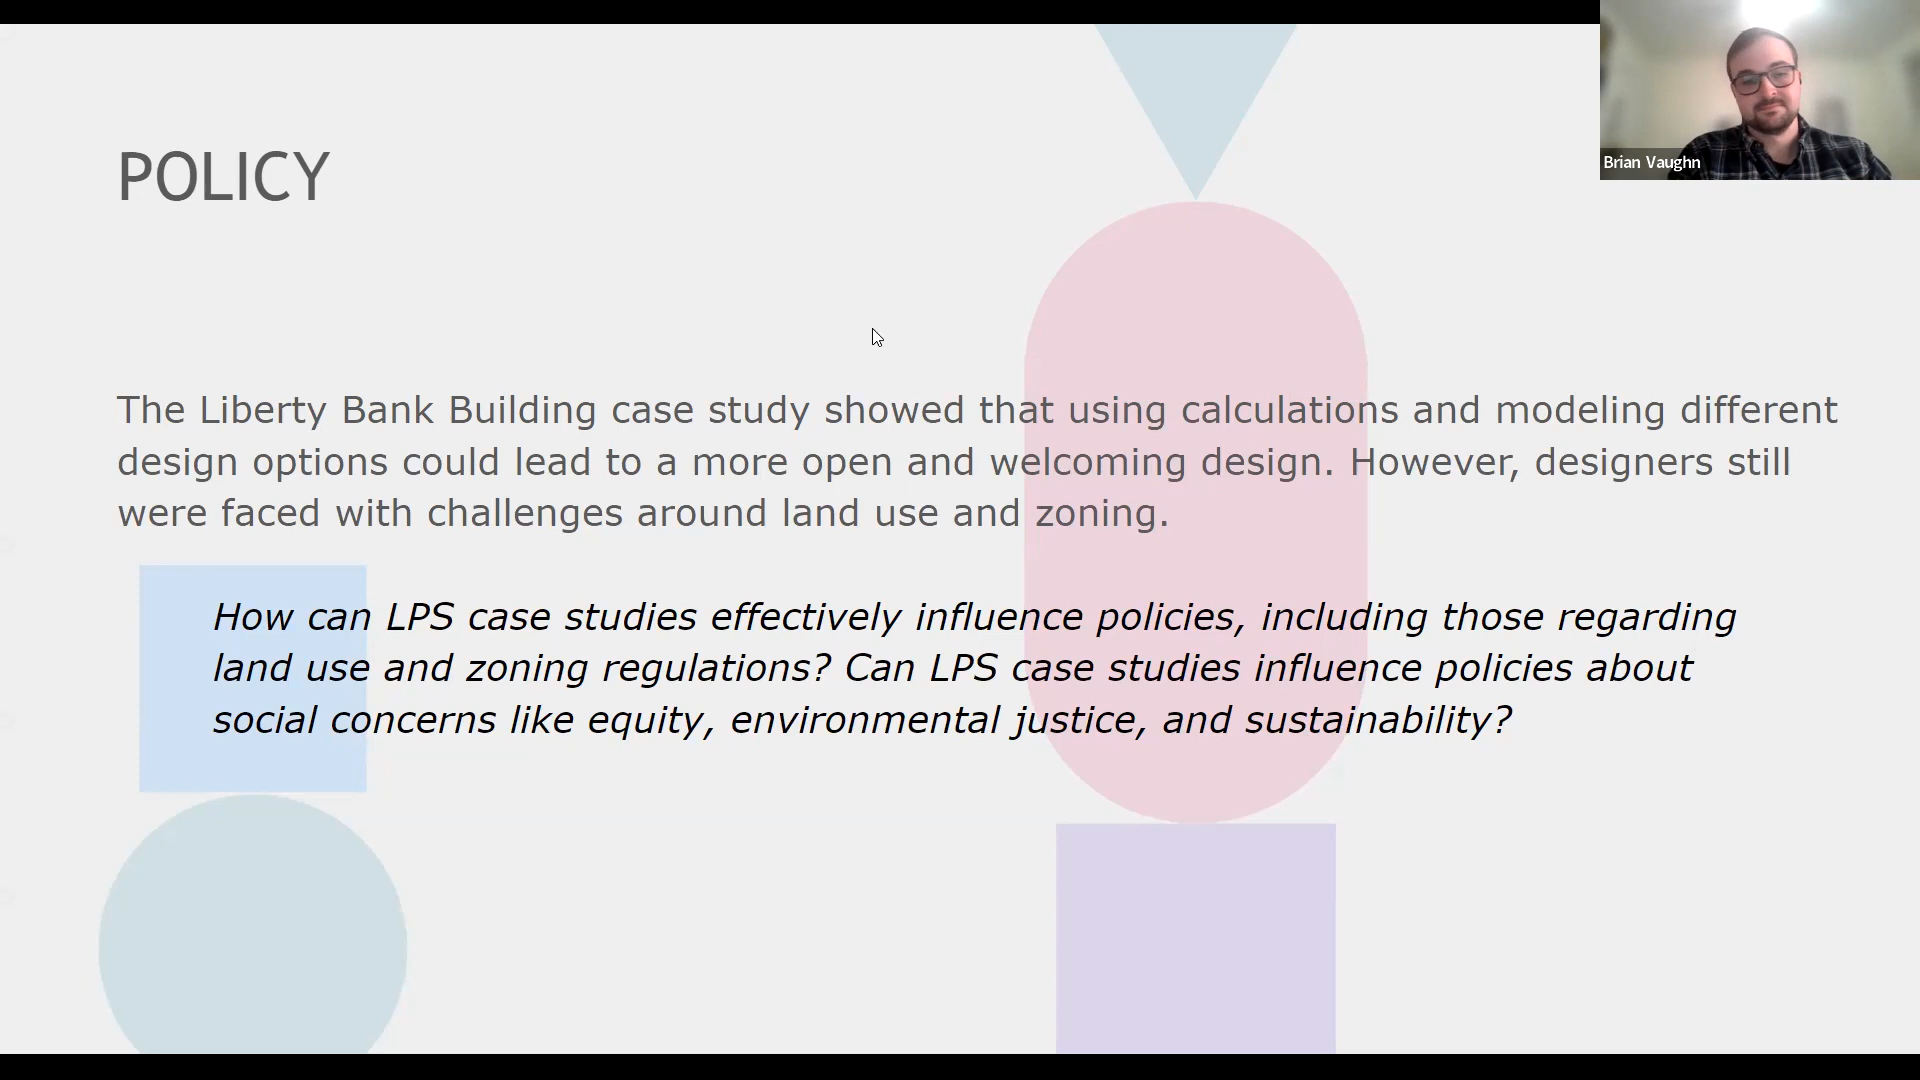 Brian Vaughn
POLICY
The Liberty Bank Building case study showed that using calculations and modeling different
design options could lead to a more open and welcoming design. However, designers still
were faced with challenges around land use and zoning.
How can LPS case studies effectively influence policies, including those regarding
land use and zoning regulations? Can LPS case studies influence policies about
social concerns like equity, environmental justice, and sustainability?